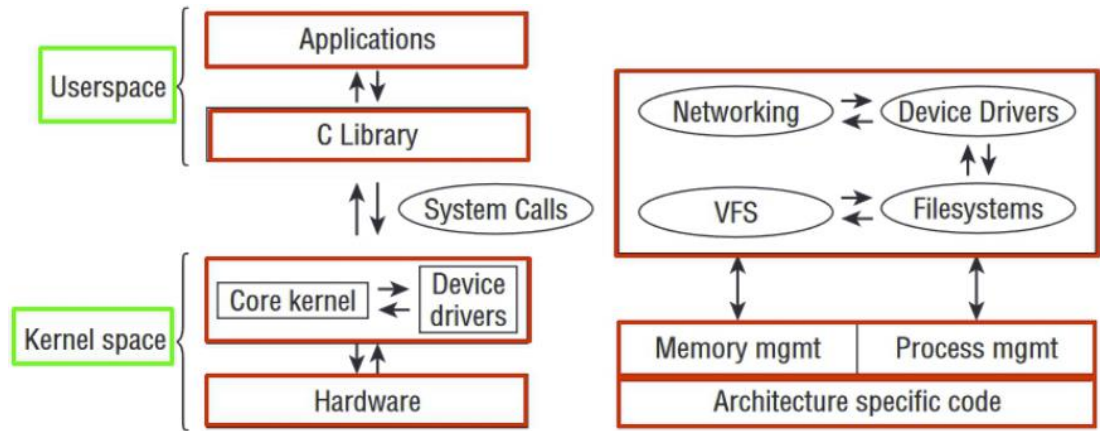 Userspace
Applications
C Library
System Calls
Kernel space
Core kernel
Device
drivers
Hardware
Networking
Device Drivers
VFS
Filesystems
Memory mgmt
Process mgmt
Architecture specific code